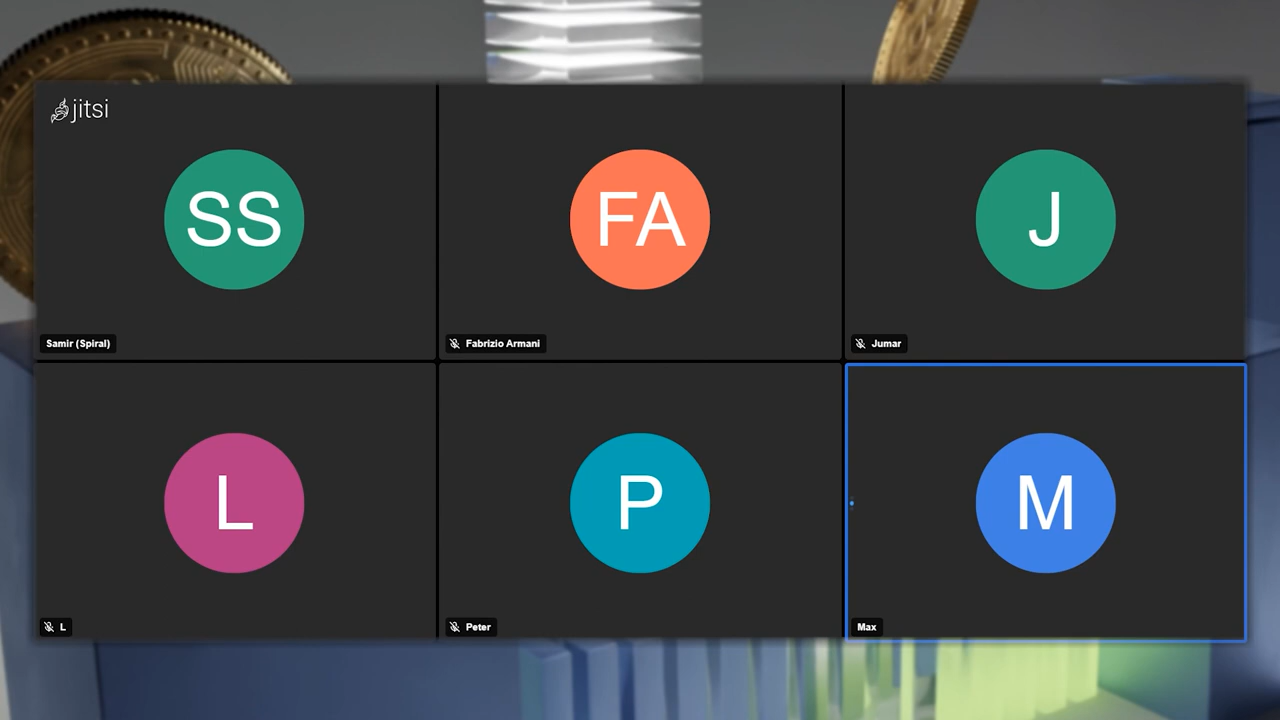 jitsi
SS
FA
J
Samir (Spiral)
Fabrizio Armani
Jumar
L
P
M
L
Peter
Max